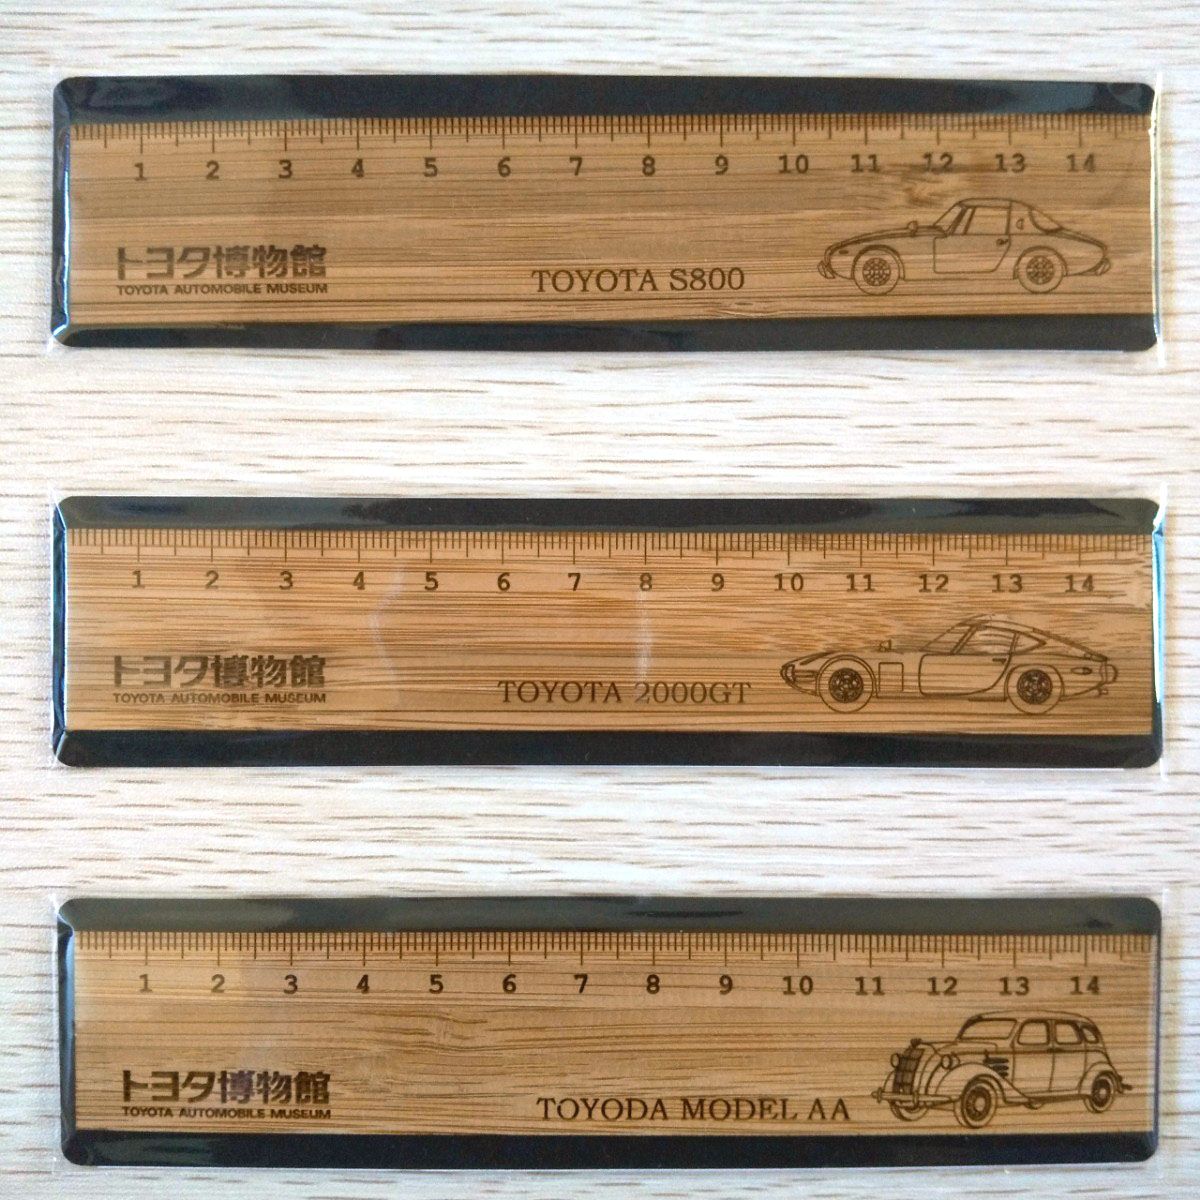 1 2 3 4 5 6 7 8 9 10 11 12 13 14
トヨタ博物館
TOYOTA AUTOMOBILE MUSEUM
TOYOTA S800
1 2 3 4 5 6 7 8 9 10 11 12 13 14
トヨタ博物館
TOYOTA AUTOMOBILE MUSEUM
TOYOTA 2000GT
1 2 3 4 5 6 7 8 9 10 11 12 13 14
トヨタ博物館
TOYOTA AUTOMOBILE MUSEUM
TOYODA MODEL AA